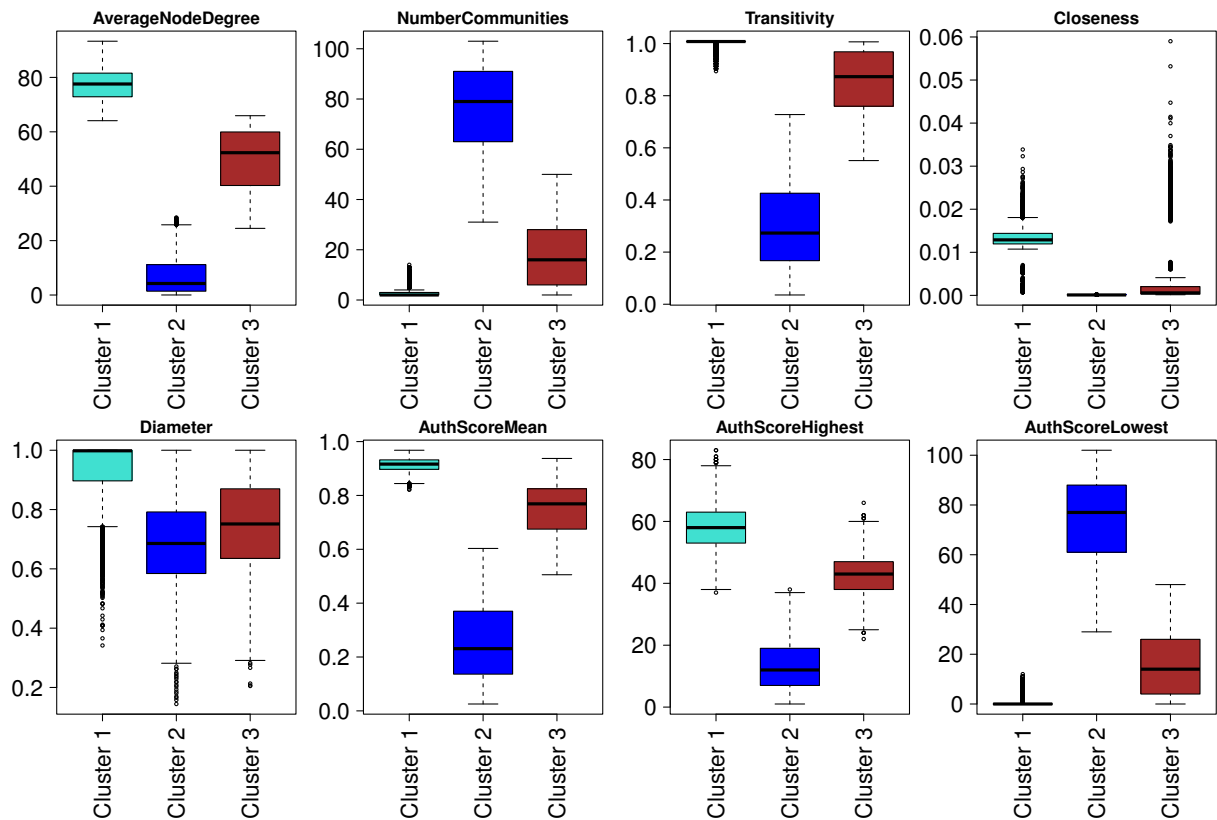 AverageNodeDegree
80
60
40
20
0
Cluster 1
Cluster 2
Cluster 3
NumberCommunities
100
80
60
40
20
0
Cluster 1
Cluster 2
Cluster 3
Transitivity
1.0
0.8
0.6
0.4
0.2
0.0
Cluster 1
Cluster 2
Cluster 3
Closeness
0.06
0.05
0.04
0.03
0.02
0.01
0.00
Cluster 1
Cluster 2
Cluster 3
Diameter
1.0
0.8
0.6
0.4
0.2
Cluster 1
Cluster 2
Cluster 3
AuthScoreMean
1.0
0.8
0.6
0.4
0.2
0.0
Cluster 1
Cluster 2
Cluster 3
AuthScoreHighest
80
60
40
20
0
Cluster 1
Cluster 2
Cluster 3
AuthScoreLowest
100
80
60
40
20
0
Cluster 1
Cluster 2
Cluster 3